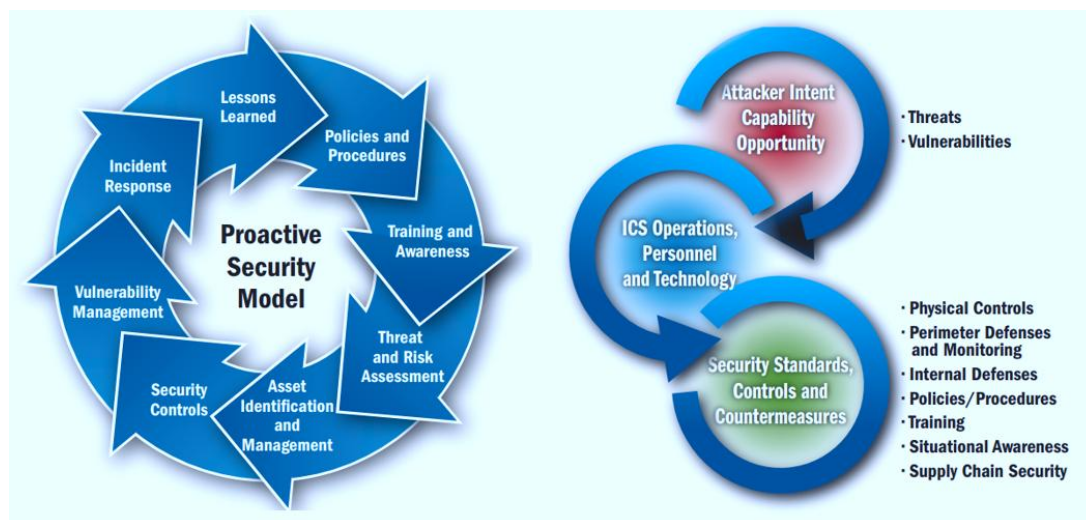 Lessons
Learned
Policies and
Procedures
Training and
Awareness
Threat
and Risk
Assessment
Asset
Identification
and
Management
Security
Controls
Vulnerability
Management
Incident
Response
Proactive
Security
Model
Attacker Intent
Capability
Opportunity
· Threats
· Vulnerabilities
ICS Operations,
Personnel
and Technology
Security Standards,
Controls and
Countermeasures
· Physical Controls
· Perimeter Defenses
and Monitoring
· Internal Defenses
· Policies/Procedures
· Training
· Situational Awareness
· Supply Chain Security